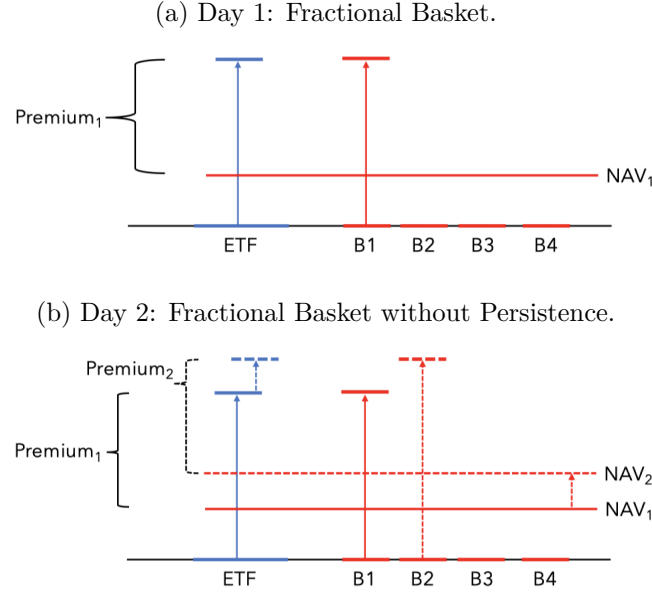 (a) Day 1: Fractional Basket.
Premium₁
NAV₁
ETF B1 B2 B3 B4
(b) Day 2: Fractional Basket without Persistence.
Premium₂
Premium₁
NAV₂
NAV₁
ETF B1 B2 B3 B4